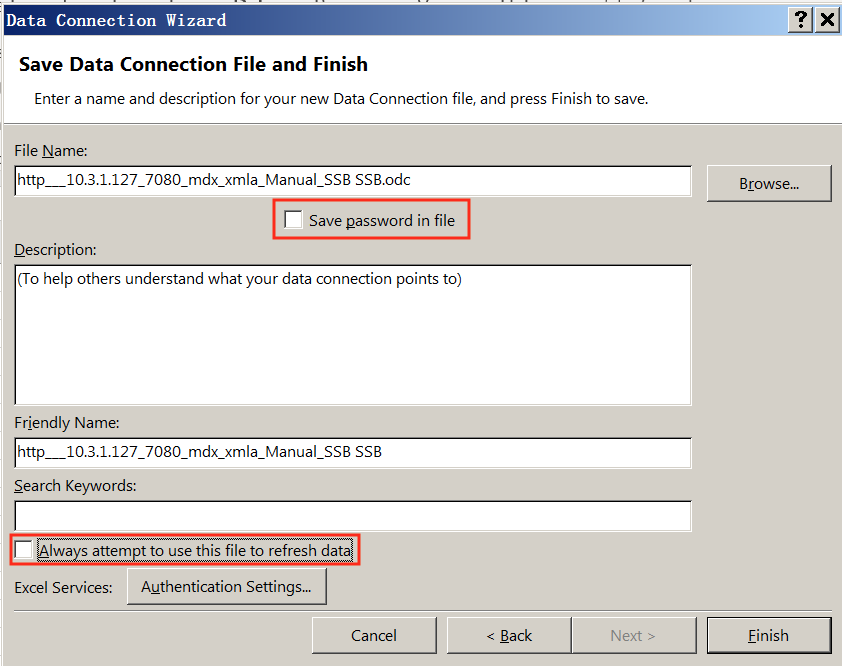 Data Connection Wizard
Save Data Connection File and Finish
Enter a name and description for your new Data Connection file, and press Finish to save.
File Name:
http___10.3.1.127_7080_mdx_xmla_Manual_SSB SSB.odc
Browse...
Save password in file
Description:
(To help others understand what your data connection points to)
Friendly Name:
http___10.3.1.127_7080_mdx_xmla_Manual_SSB SSB
Search Keywords:
Always attempt to use this file to refresh data
Excel Services:
Authentication Settings...
Cancel
< Back
Next >
Finish